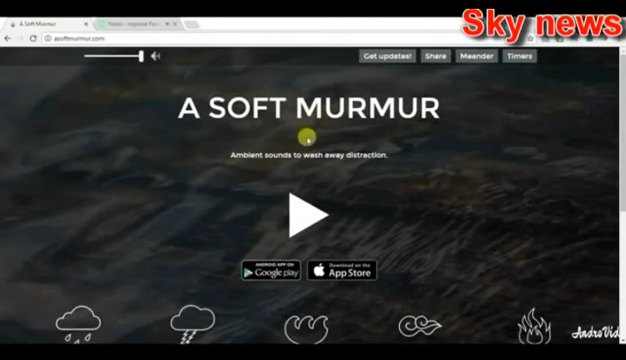 Sky news
A Soft Murmur
asoftmurmur.com
Get updates!
Share
Meander
Timers
A SOFT MURMUR
Ambient sounds to wash away distraction.
ANDROID APP ON
Google play
Download on the
App Store
AndroVid